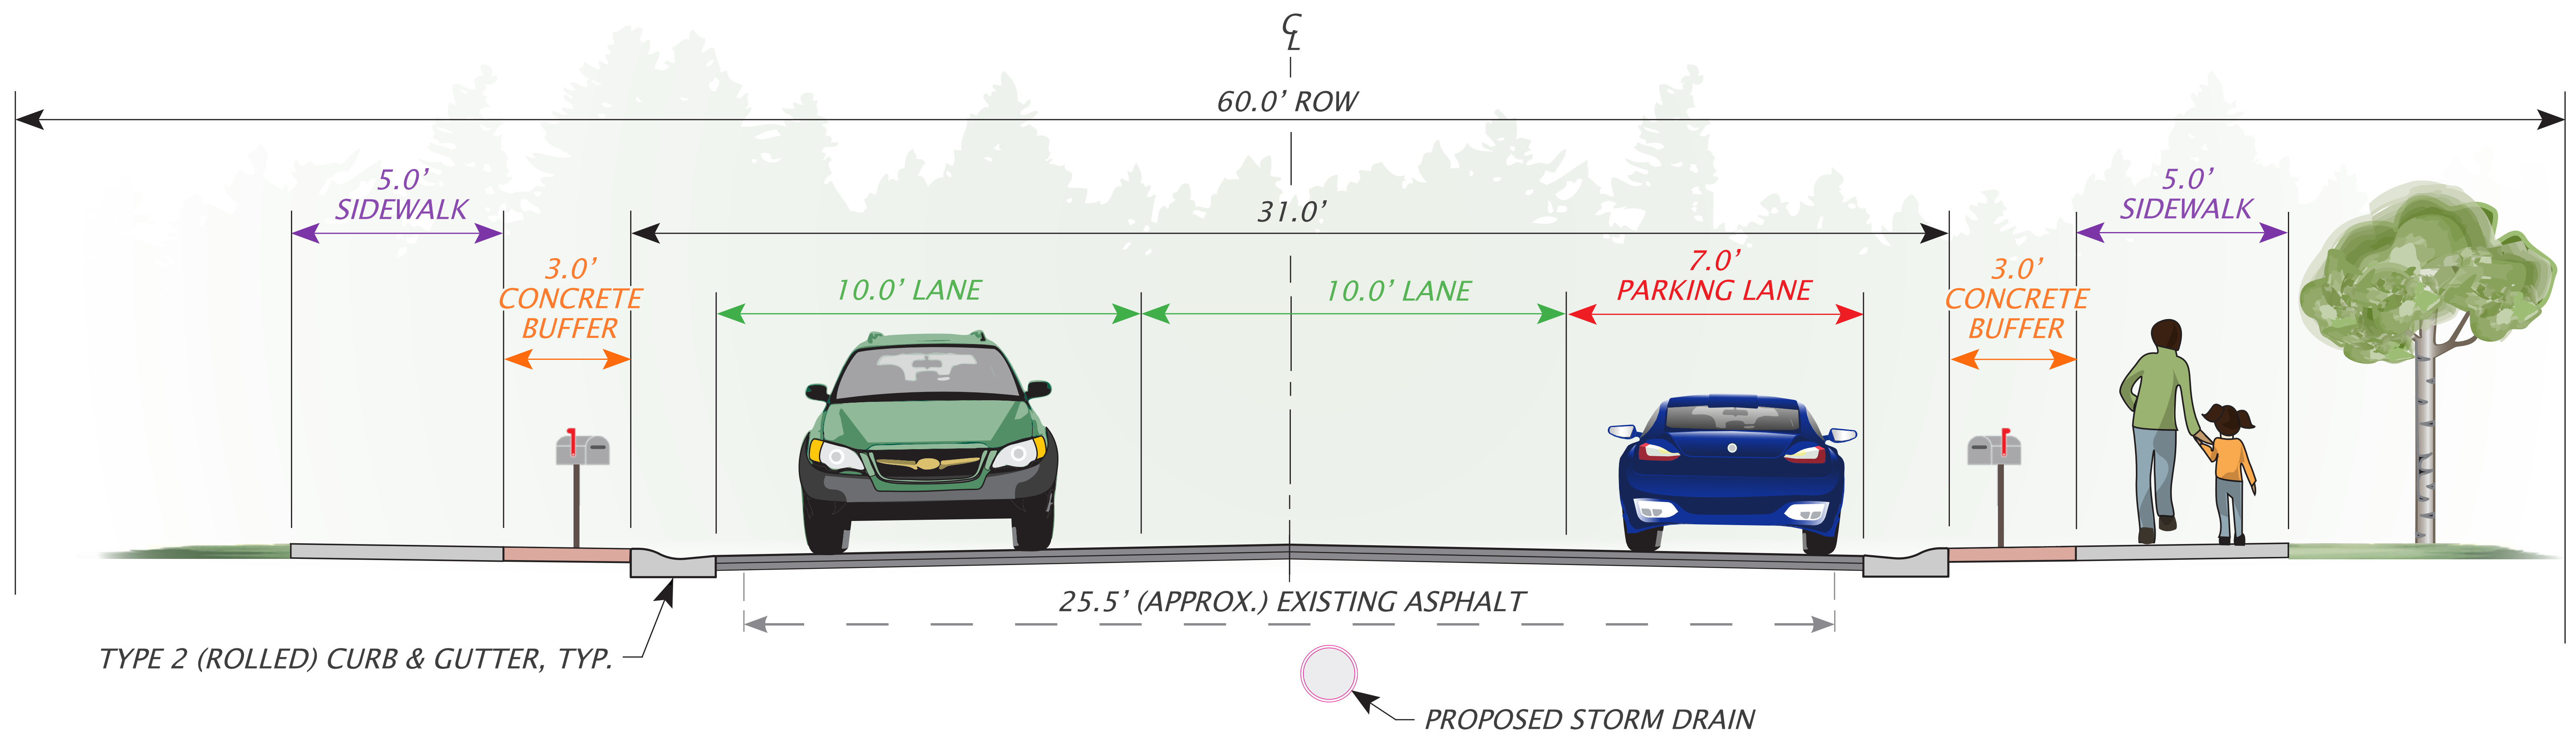 ℄
60.0’ ROW
5.0’
SIDEWALK
31.0’
5.0’
SIDEWALK
3.0’
CONCRETE
BUFFER
10.0’ LANE
10.0’ LANE
7.0’
PARKING LANE
3.0’
CONCRETE
BUFFER
25.5’ (APPROX.) EXISTING ASPHALT
TYPE 2 (ROLLED) CURB & GUTTER, TYP.
PROPOSED STORM DRAIN